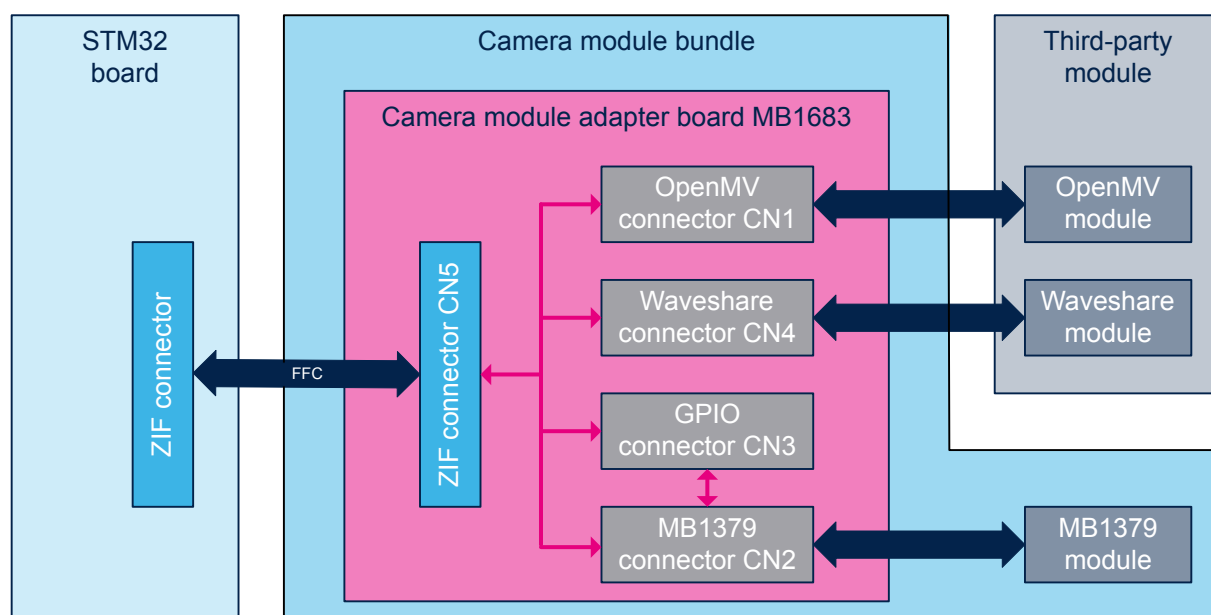 STM32
board
Camera module bundle
Third-party
module
Camera module adapter board MB1683
OpenMV
connector CN1
OpenMV
module
Waveshare
connector CN4
Waveshare
module
ZIF connector
FFC
ZIF connector CN5
GPIO
connector CN3
MB1379
connector CN2
MB1379
module